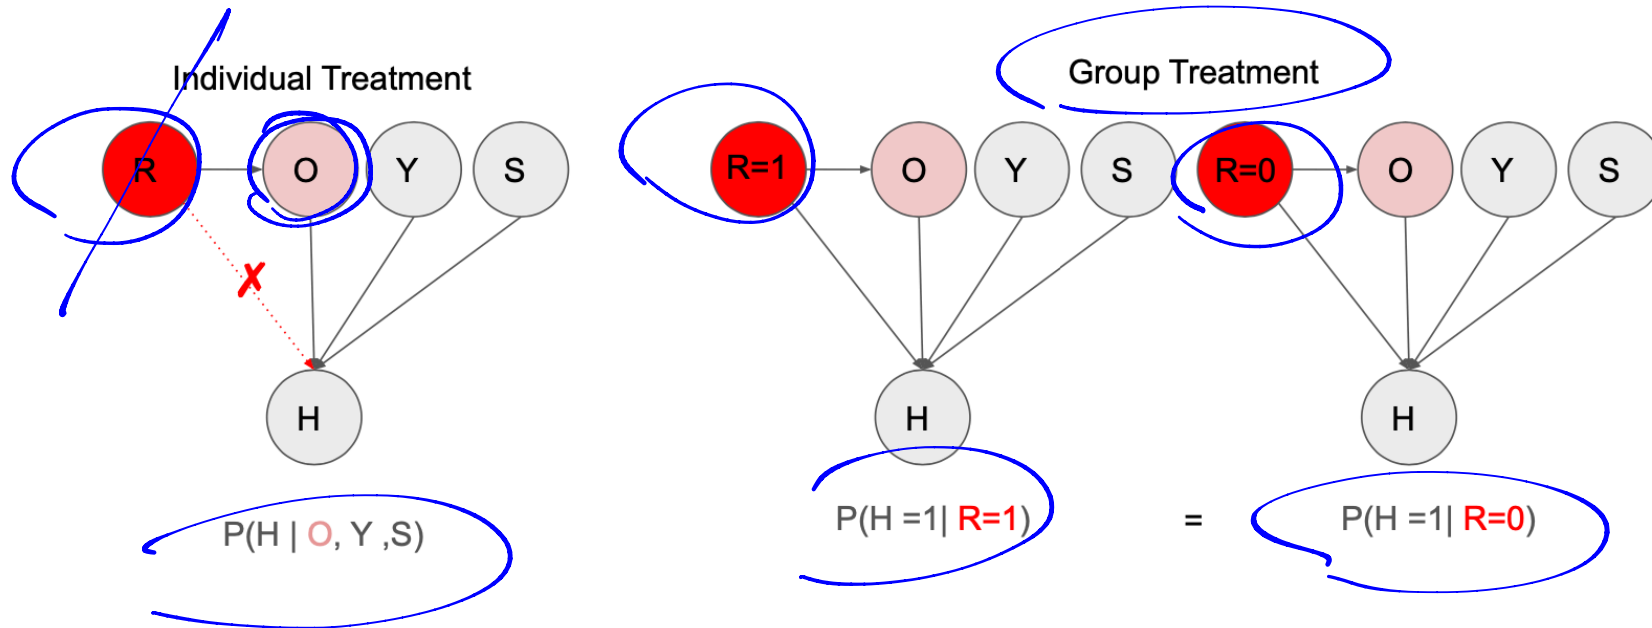 Individual Treatment
R O Y S
✗
H
P(H | O, Y ,S)
Group Treatment
R=1 O Y S R=0 O Y S
H H
P(H =1| R=1) = P(H =1| R=0)